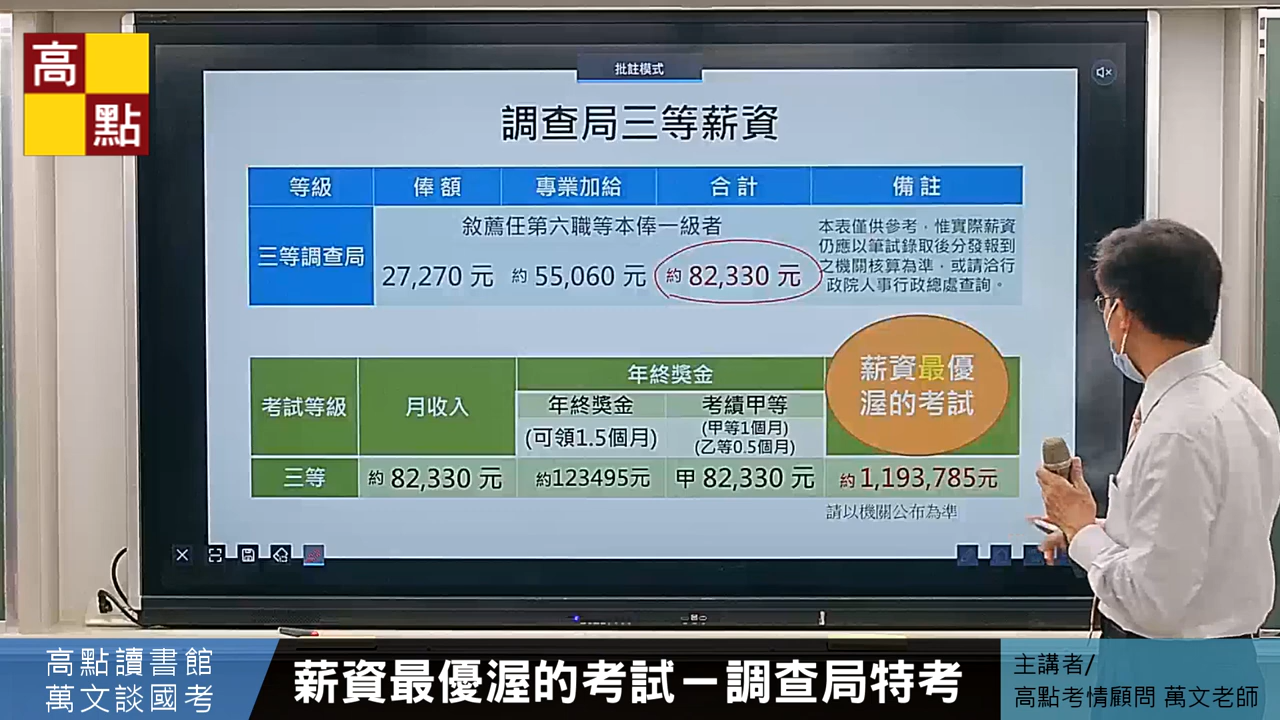 高
點
批註模式
調查局三等薪資
等級 俸額 專業加給 合計 備註
三等調查局
敘薦任第六職等本俸一級者
27,270 元 約 55,060 元 約 82,330 元
本表僅供參考，惟實際薪資
仍應以筆試錄取後分發報到
之機關核算為準，或請洽行
政院人事行政總處查詢。
考試等級 月收入 年終獎金
年終獎金 考績甲等
(可領1.5個月) (甲等1個月)
(乙等0.5個月)
薪資最優
渥的考試
三等 約 82,330 元 約123495元 甲 82,330 元 約 1,193,785元
請以機關公布為準
高點讀書館
萬文談國考
薪資最優渥的考試－調查局特考
主講者/
高點考情顧問 萬文老師